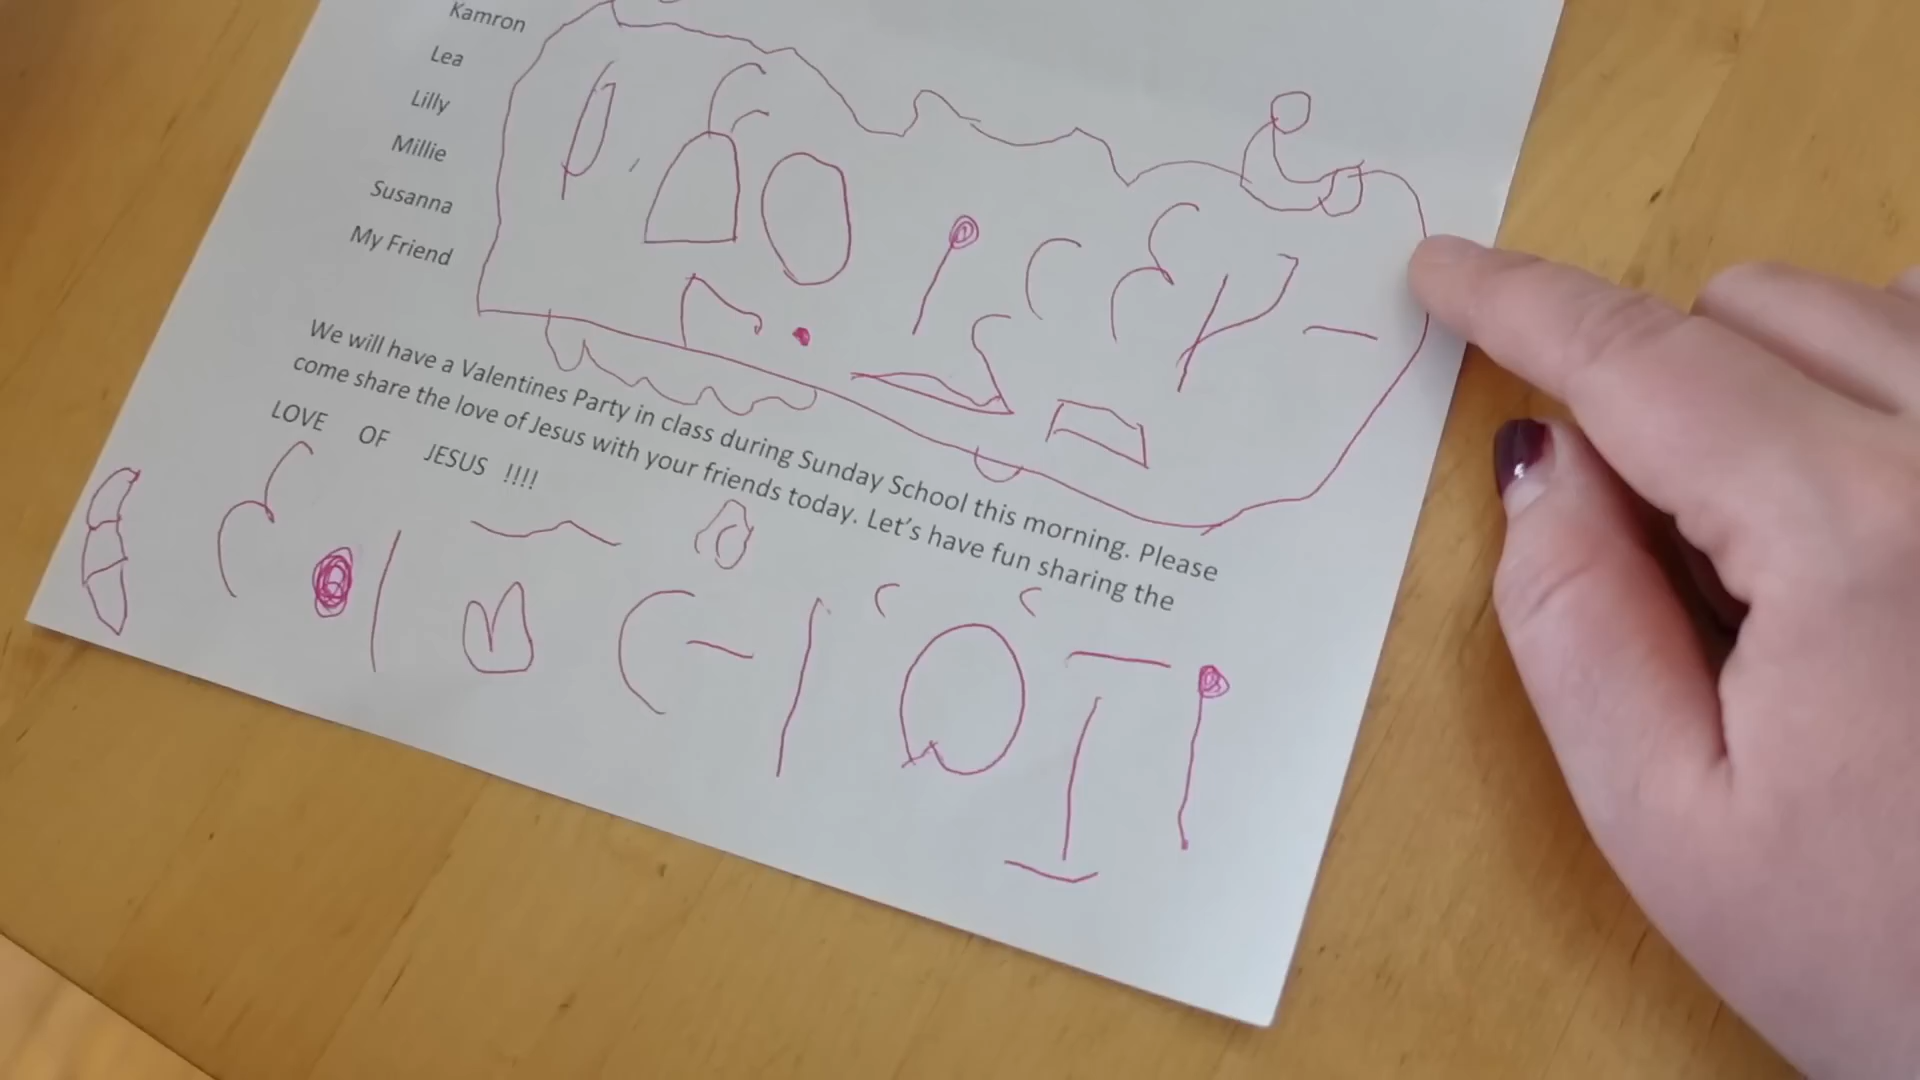 Kamron
Lea
Lilly
Millie
Susanna
My Friend
We will have a Valentines Party in class during Sunday School this morning. Please
come share the love of Jesus with your friends today. Let's have fun sharing the
LOVE OF JESUS !!!!